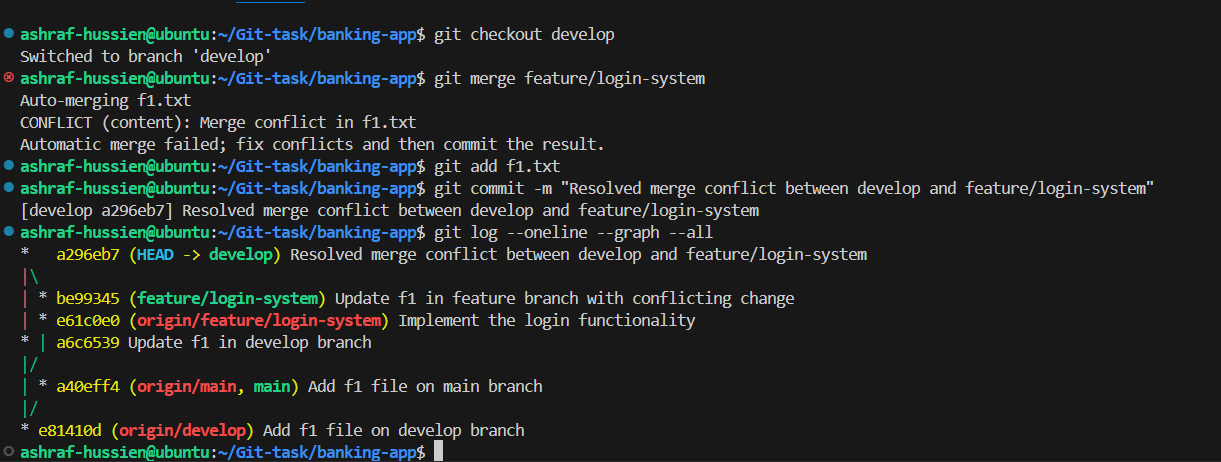 ashraf-hussien@ubuntu:~/Git-task/banking-app$ git checkout develop
Switched to branch 'develop'
ashraf-hussien@ubuntu:~/Git-task/banking-app$ git merge feature/login-system
Auto-merging f1.txt
CONFLICT (content): Merge conflict in f1.txt
Automatic merge failed; fix conflicts and then commit the result.
ashraf-hussien@ubuntu:~/Git-task/banking-app$ git add f1.txt
ashraf-hussien@ubuntu:~/Git-task/banking-app$ git commit -m "Resolved merge conflict between develop and feature/login-system"
[develop a296eb7] Resolved merge conflict between develop and feature/login-system
ashraf-hussien@ubuntu:~/Git-task/banking-app$ git log --oneline --graph --all
*   a296eb7 (HEAD -> develop) Resolved merge conflict between develop and feature/login-system
|\
| * be99345 (feature/login-system) Update f1 in feature branch with conflicting change
| * e61c0e0 (origin/feature/login-system) Implement the login functionality
* | a6c6539 Update f1 in develop branch
|/
| * a40eff4 (origin/main, main) Add f1 file on main branch
|/
* e81410d (origin/develop) Add f1 file on develop branch
ashraf-hussien@ubuntu:~/Git-task/banking-app$